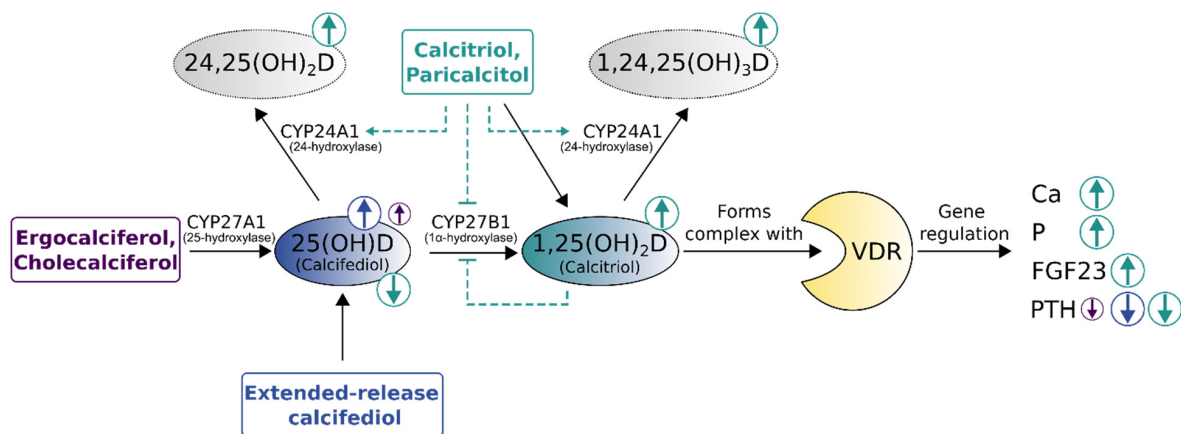 24,25(OH)₂D
Calcitriol,
Paricalcitol
1,24,25(OH)₃D
CYP24A1
(24-hydroxylase)
CYP24A1
(24-hydroxylase)
Ergocalciferol,
Cholecalciferol
CYP27A1
(25-hydroxylase)
25(OH)D
(Calcifediol)
CYP27B1
(1α-hydroxylase)
1,25(OH)₂D
(Calcitriol)
Forms
complex with
VDR
Gene
regulation
Ca
P
FGF23
PTH
Extended-release
calcifediol